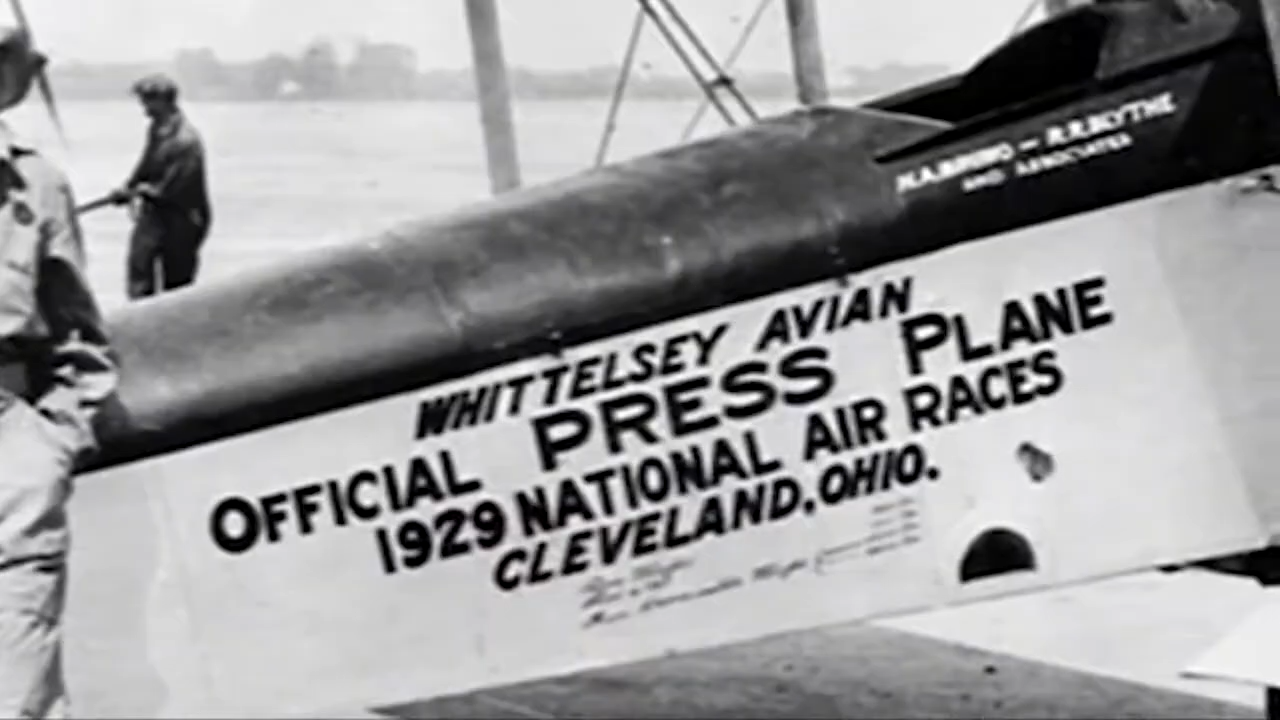 H.A. BRUNO — R.R. BLYTHE
AND ASSOCIATES
WHITTELSEY AVIAN
OFFICIAL PRESS PLANE
1929 NATIONAL AIR RACES
CLEVELAND, OHIO.